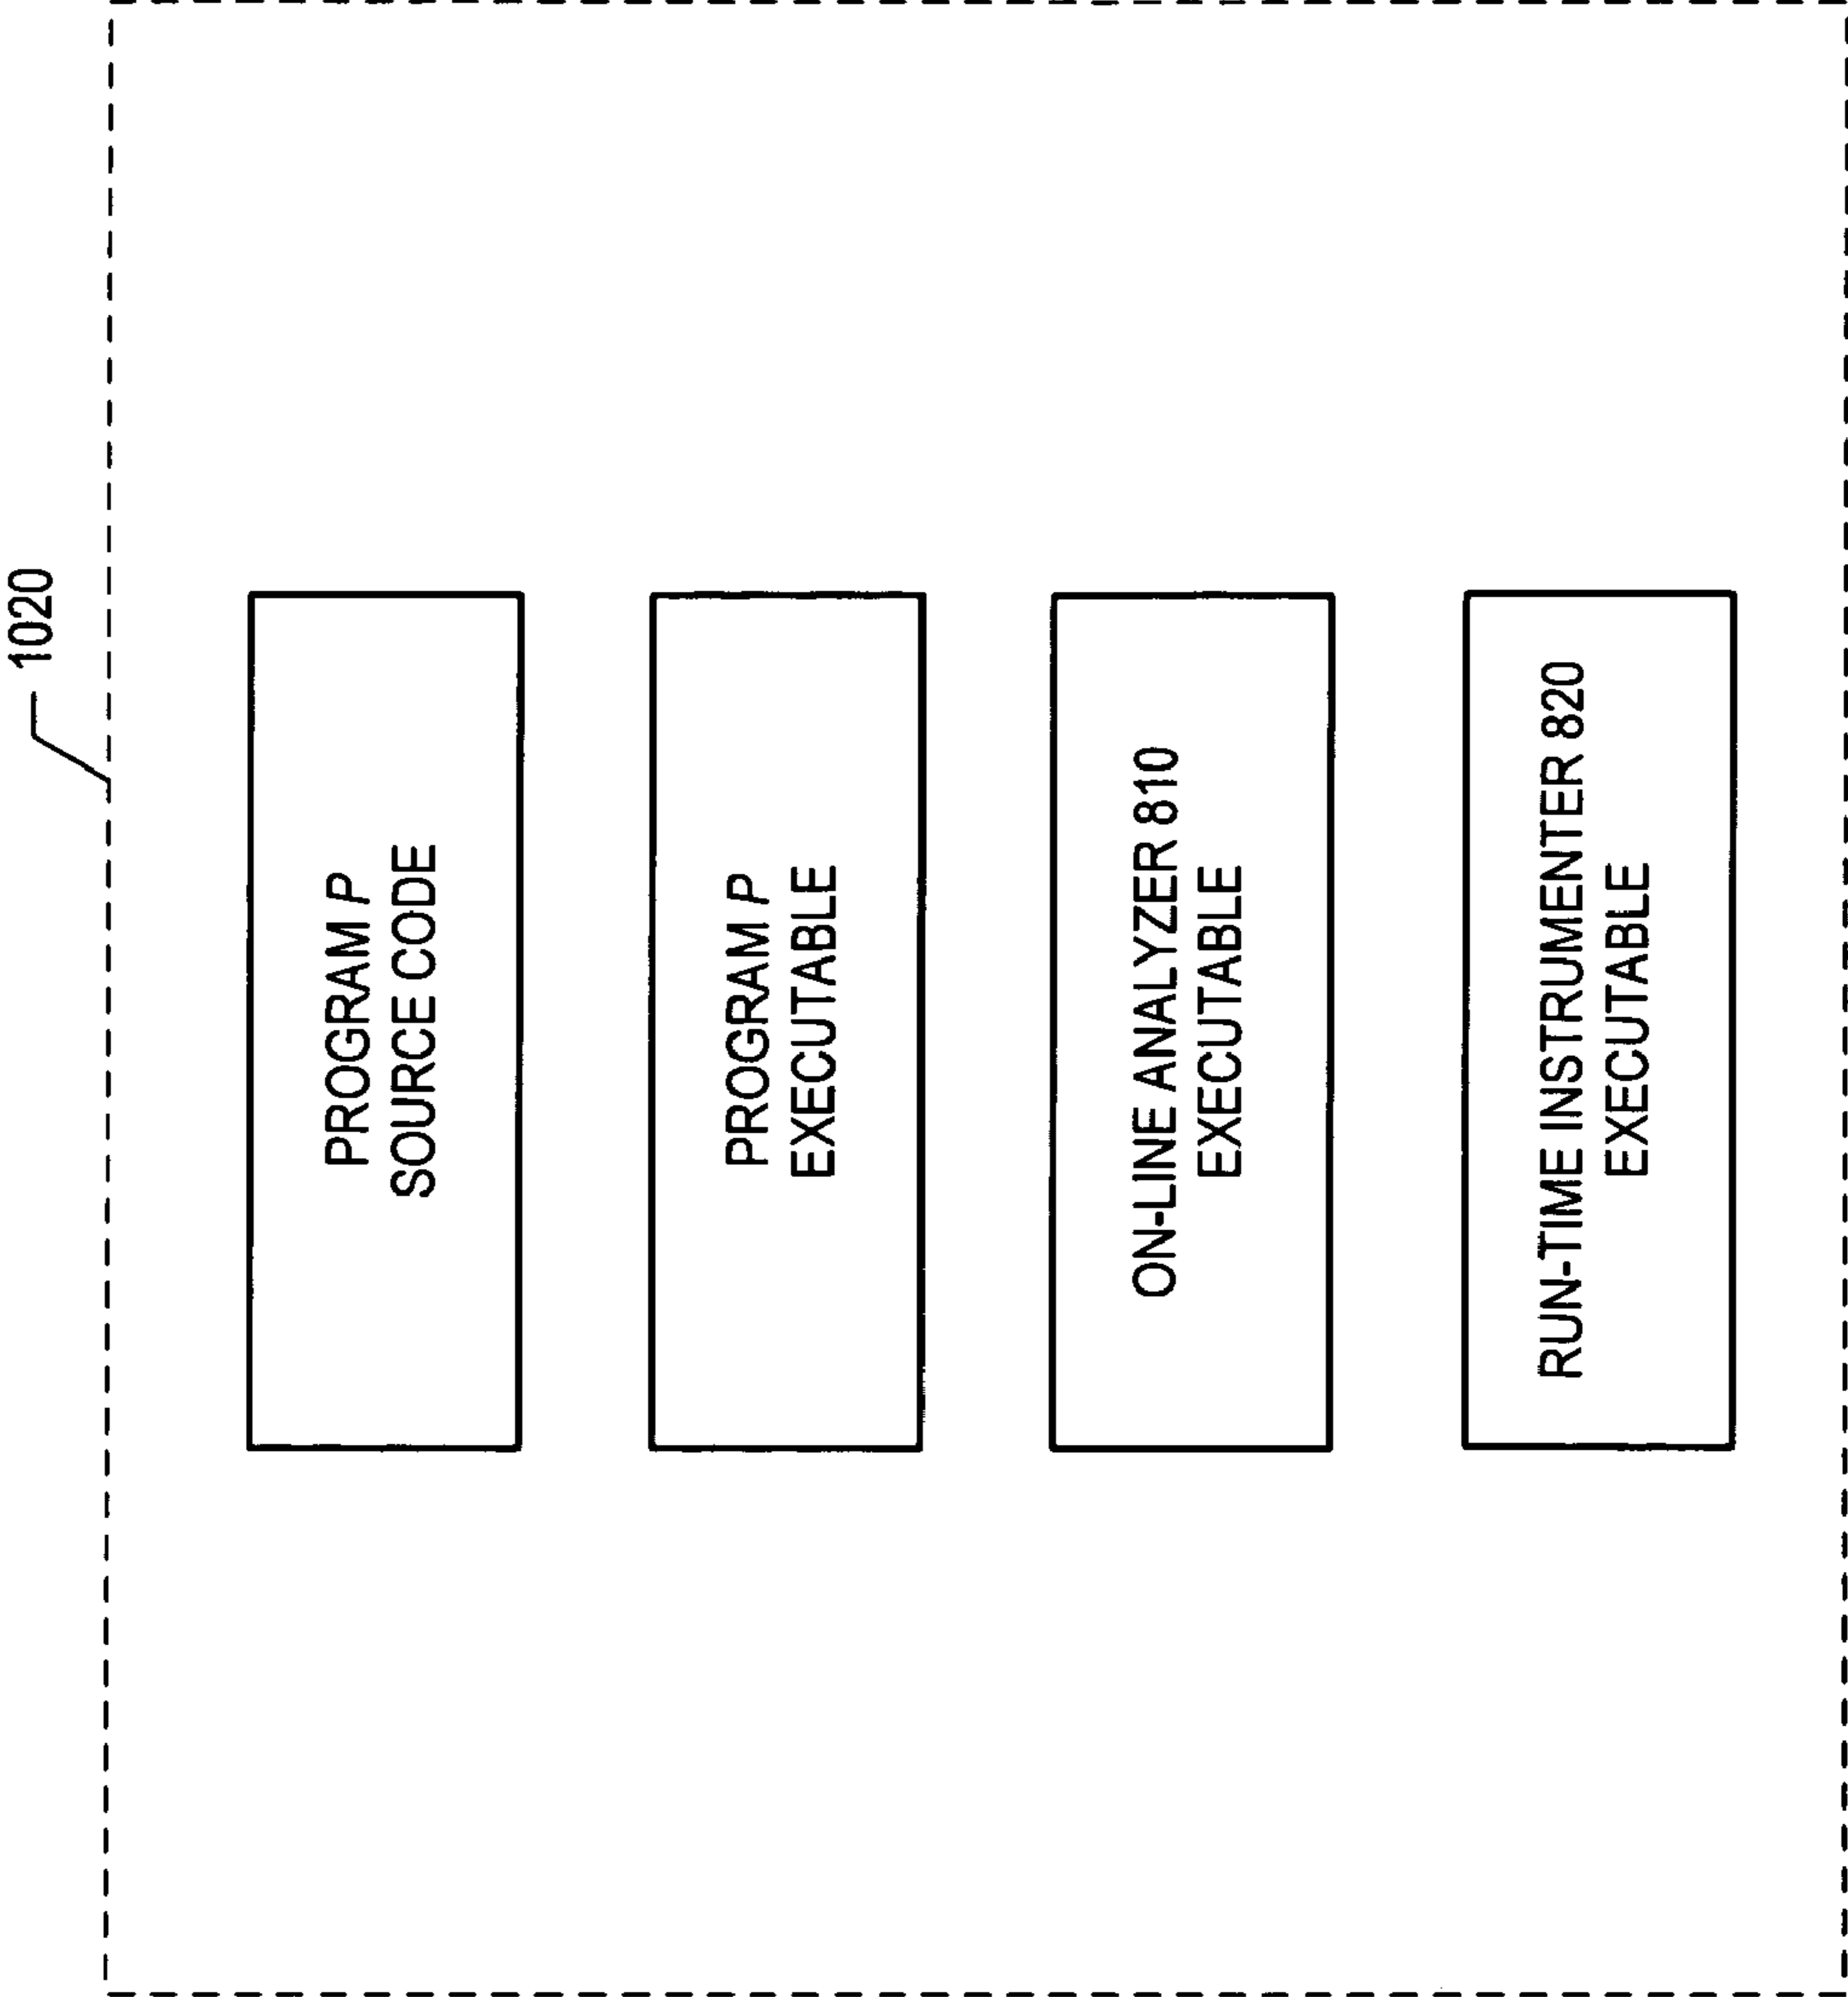 1020
PROGRAM P
SOURCE CODE
PROGRAM P
EXECUTABLE
ON-LINE ANALYZER 810
EXECUTABLE
RUN-TIME INSTRUMENTER 820
EXECUTABLE